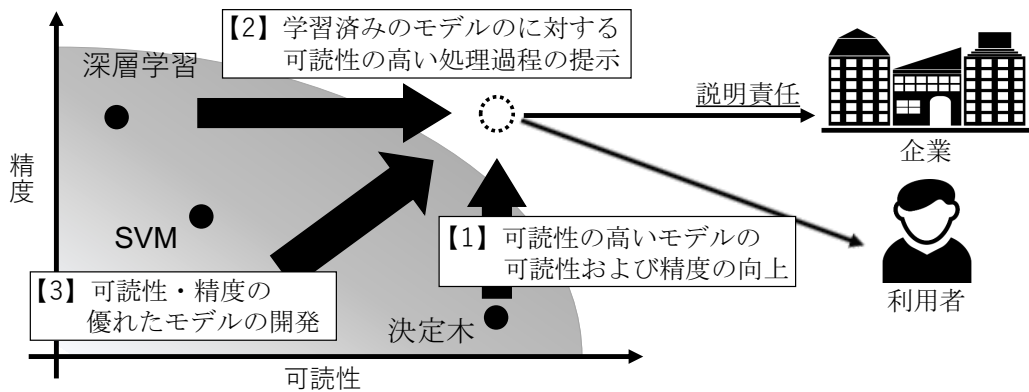 【2】学習済みのモデルのに対する
可読性の高い処理過程の提示
深層学習
説明責任
企業
精度
SVM
【1】可読性の高いモデルの
可読性および精度の向上
利用者
【3】可読性・精度の
優れたモデルの開発
決定木
可読性